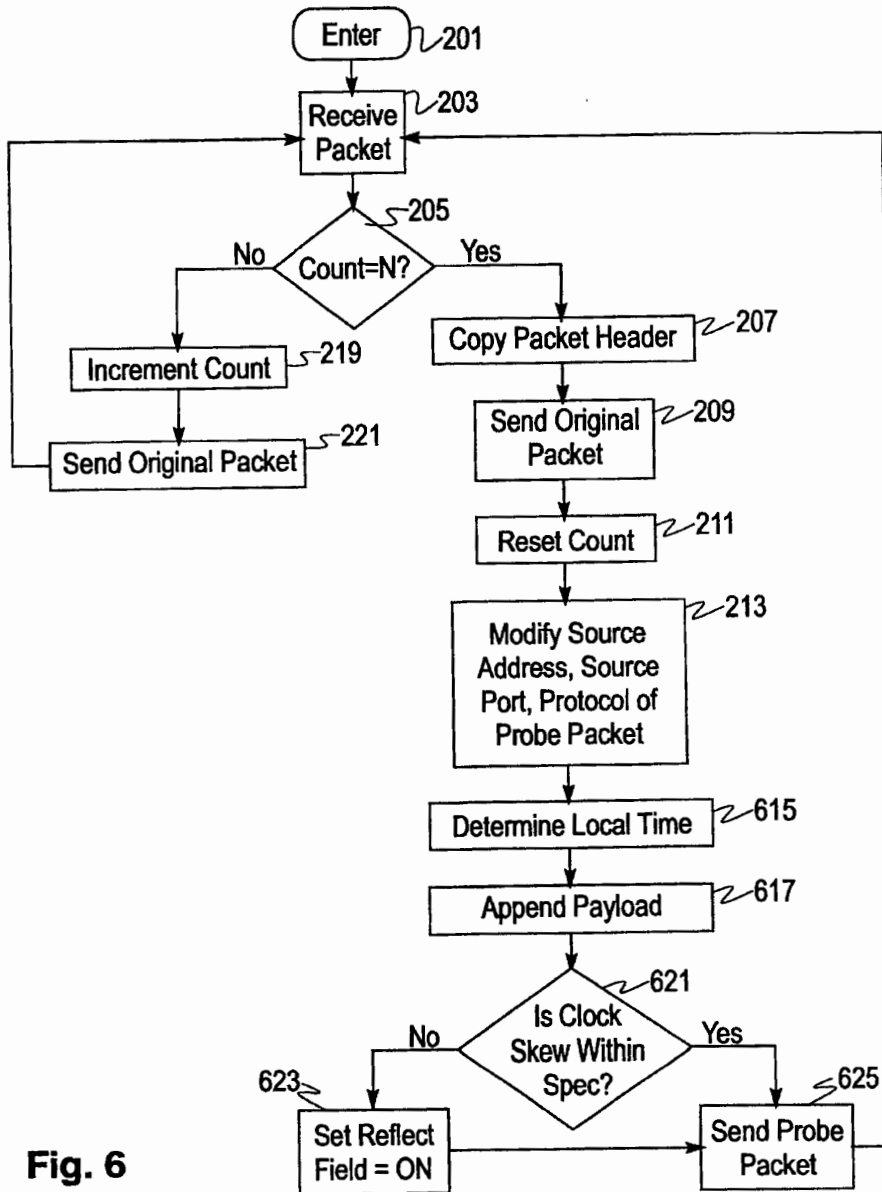 Enter
201
203
Receive
Packet
205
No
Count=N?
Yes
Increment Count
219
Send Original Packet
221
Copy Packet Header
207
Send Original
Packet
209
Reset Count
211
213
Modify Source
Address, Source
Port, Protocol of
Probe Packet
Determine Local Time
615
Append Payload
617
621
No
Is Clock
Skew Within
Spec?
Yes
623
Set Reflect
Field = ON
625
Send Probe
Packet
Fig. 6